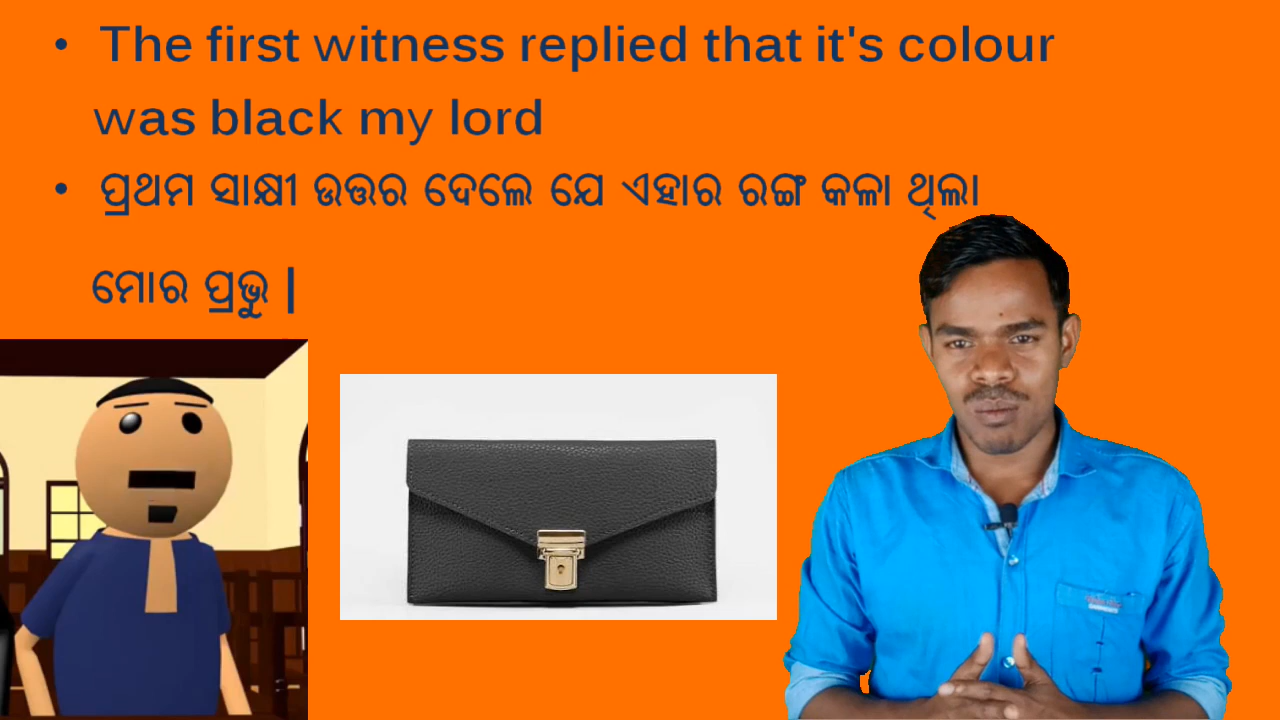 • The first witness replied that it's colour
was black my lord
• ପ୍ରଥମ ସାକ୍ଷୀ ଉତ୍ତର ଦେଲେ ଯେ ଏହାର ରଙ୍ଗ କଳା ଥିଲା
ମୋର ପ୍ରଭୁ |